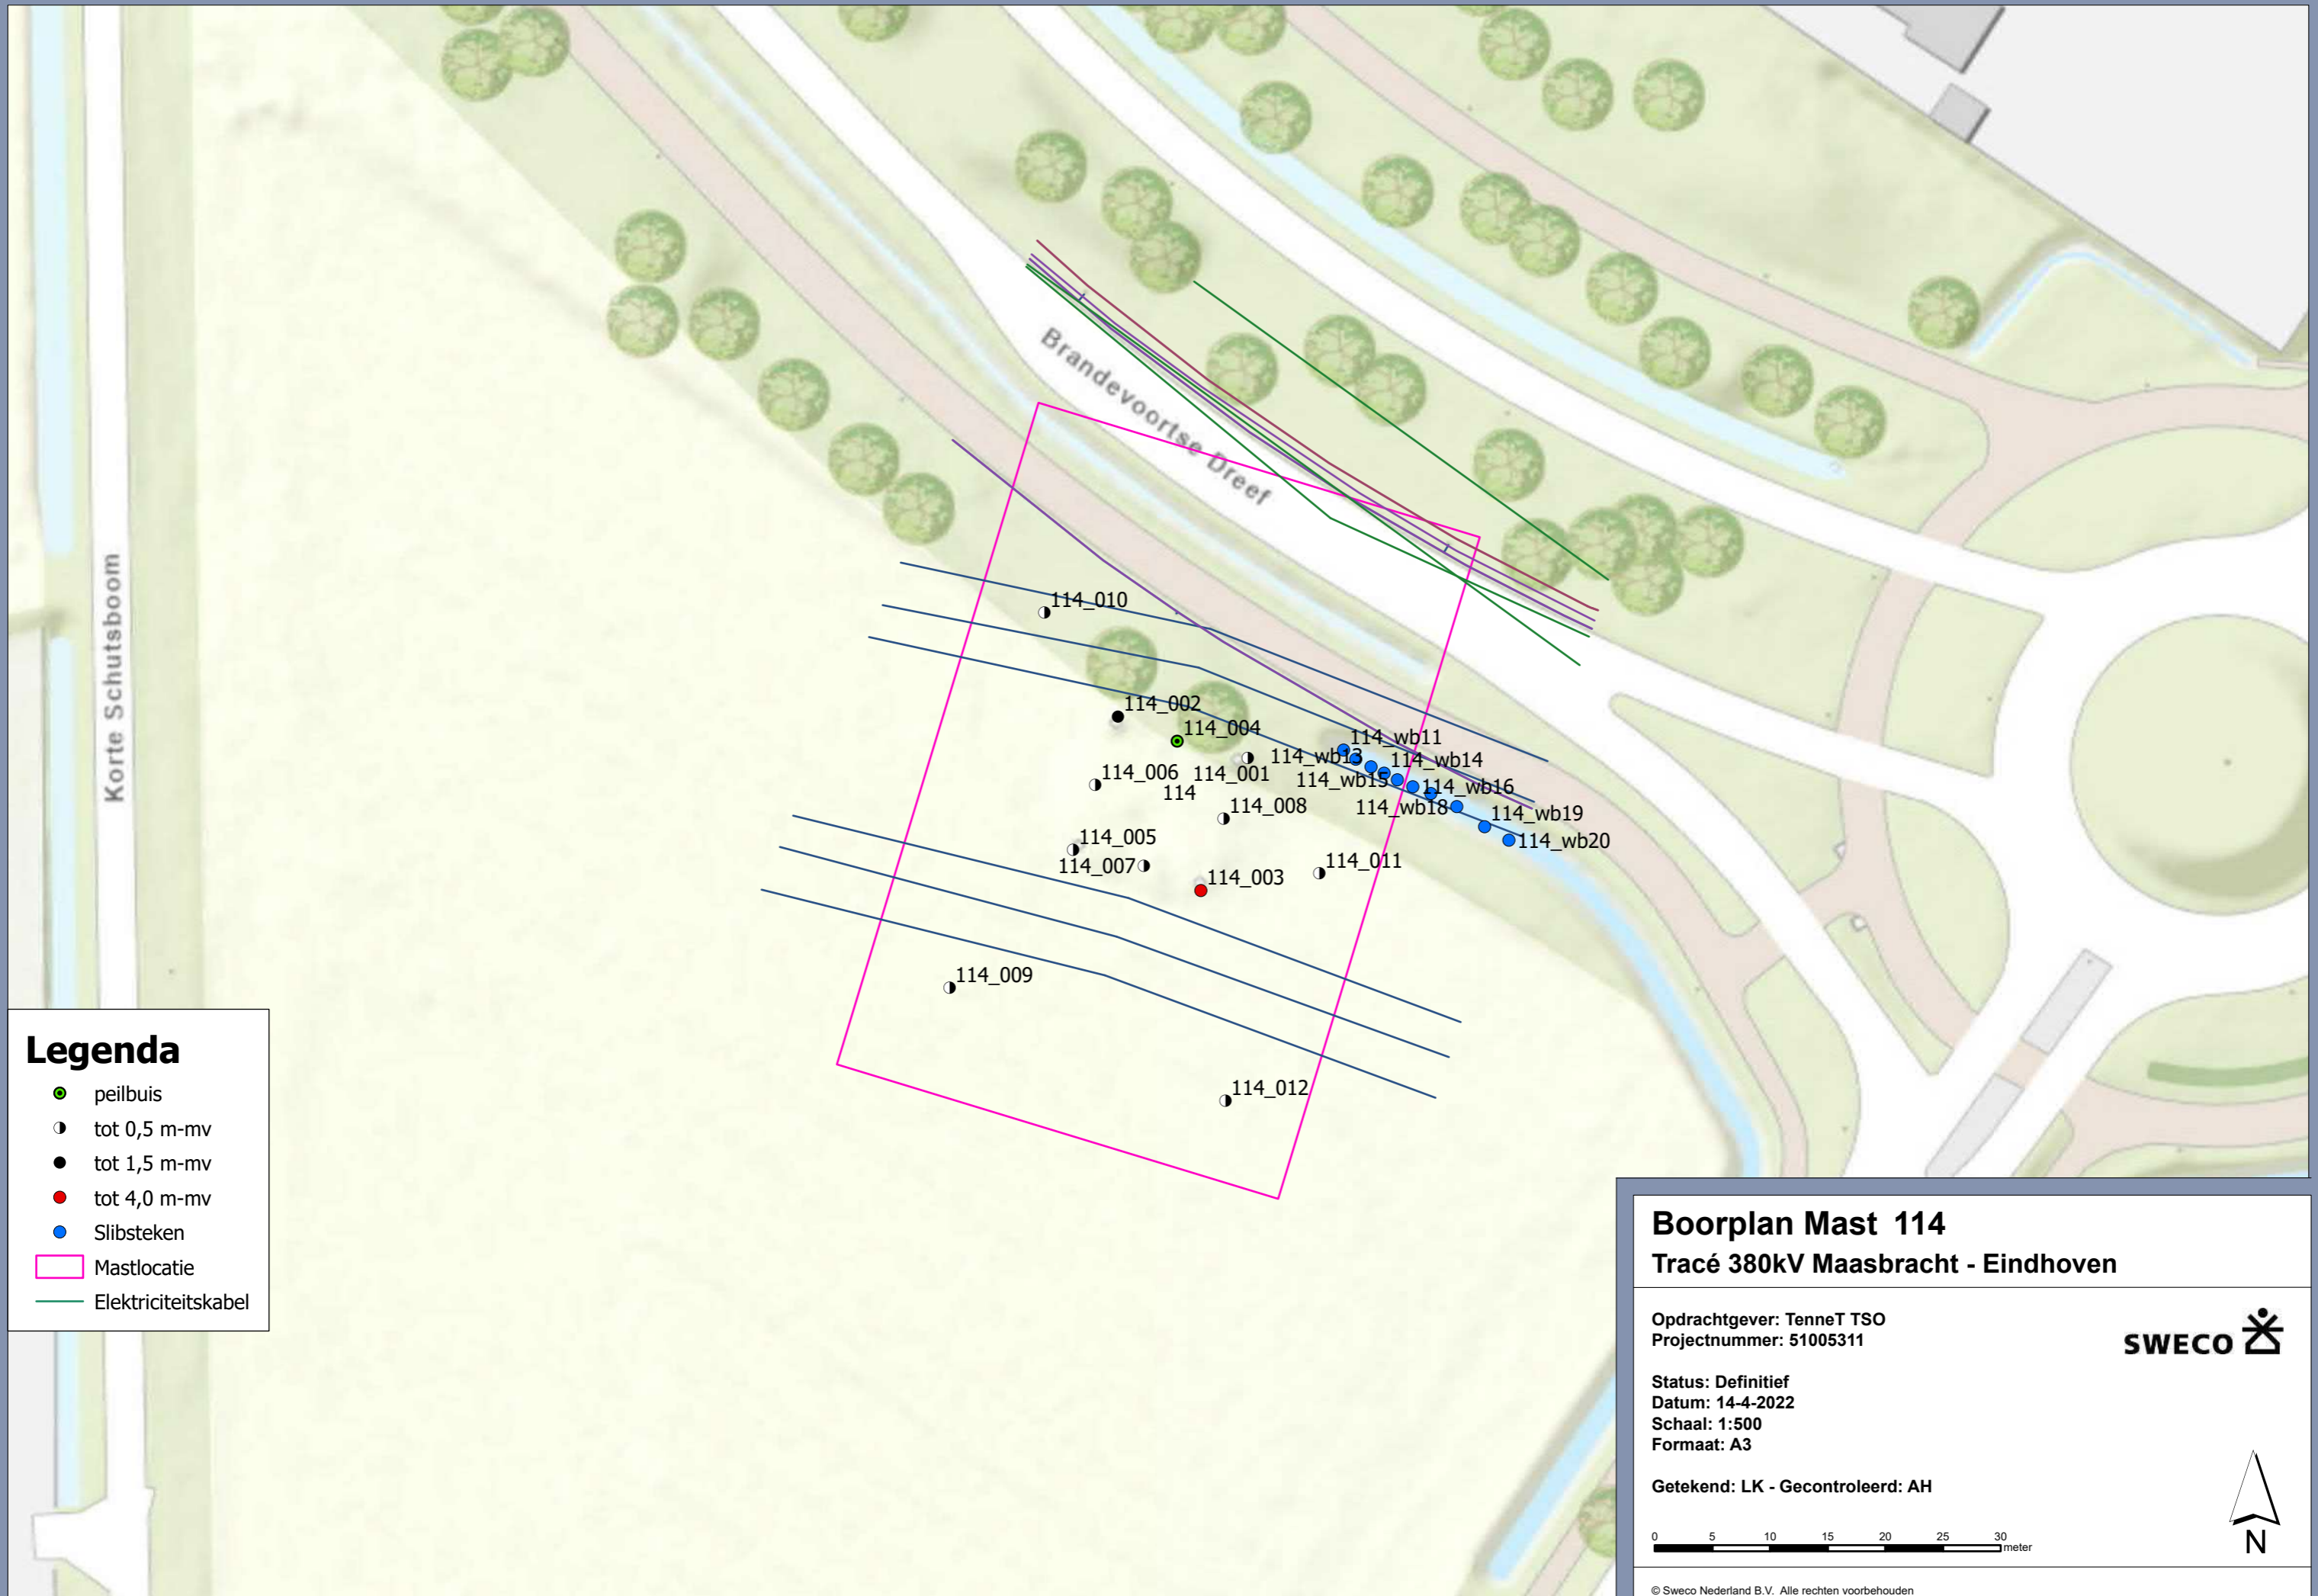 Brandevoortse Dreef
Korte Schutsboom
114_010
114_002
114_004
114_wb11
114_wb13
114_wb14
114_006
114_001
114_wb15
114_wb16
114
114_008
114_wb18
114_wb19
114_005
114_wb20
114_007
114_011
114_003
114_009
114_012
Legenda
peilbuis
tot 0,5 m-mv
tot 1,5 m-mv
tot 4,0 m-mv
Slibsteken
Mastlocatie
Elektriciteitskabel
Boorplan Mast 114
Tracé 380kV Maasbracht - Eindhoven
Opdrachtgever: TenneT TSO
Projectnummer: 51005311
SWECO
Status: Definitief
Datum: 14-4-2022
Schaal: 1:500
Formaat: A3
Getekend: LK - Gecontroleerd: AH
0 5 10 15 20 25 30
meter
N
© Sweco Nederland B.V. Alle rechten voorbehouden